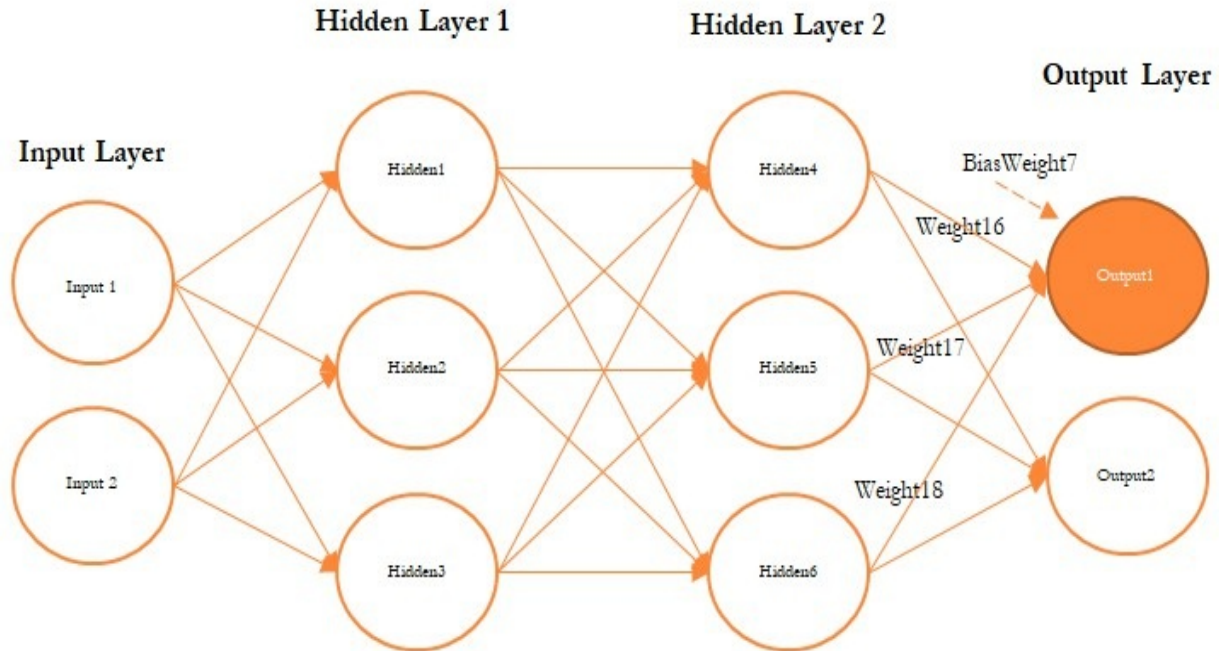 Hidden Layer 1
Hidden Layer 2
Output Layer
Input Layer
BiasWeight7
Hidden1
Hidden4
Weight16
Output1
Input 1
Weight17
Hidden2
Hidden5
Output2
Input 2
Weight18
Hidden3
Hidden6